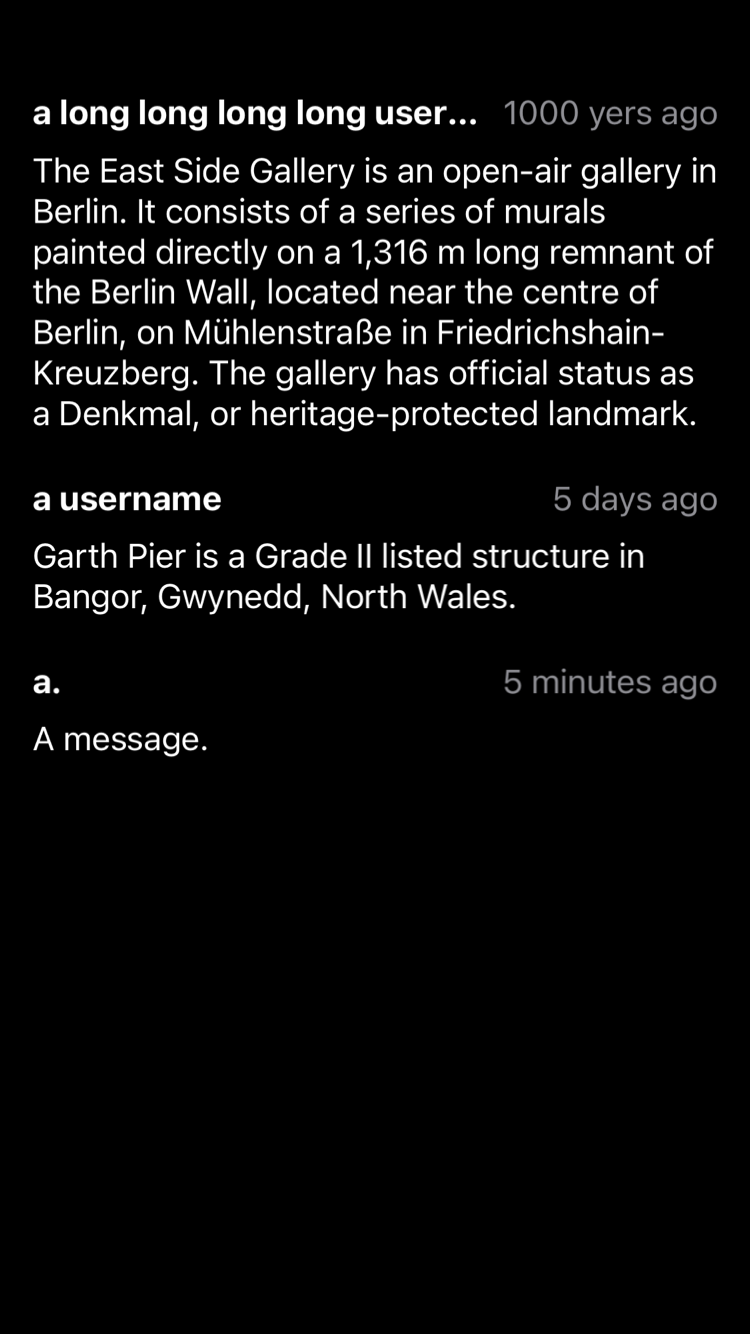 a long long long long user...
1000 yers ago
The East Side Gallery is an open-air gallery in
Berlin. It consists of a series of murals
painted directly on a 1,316 m long remnant of
the Berlin Wall, located near the centre of
Berlin, on Mühlenstraße in Friedrichshain-
Kreuzberg. The gallery has official status as
a Denkmal, or heritage-protected landmark.
a username
5 days ago
Garth Pier is a Grade II listed structure in
Bangor, Gwynedd, North Wales.
a.
5 minutes ago
A message.